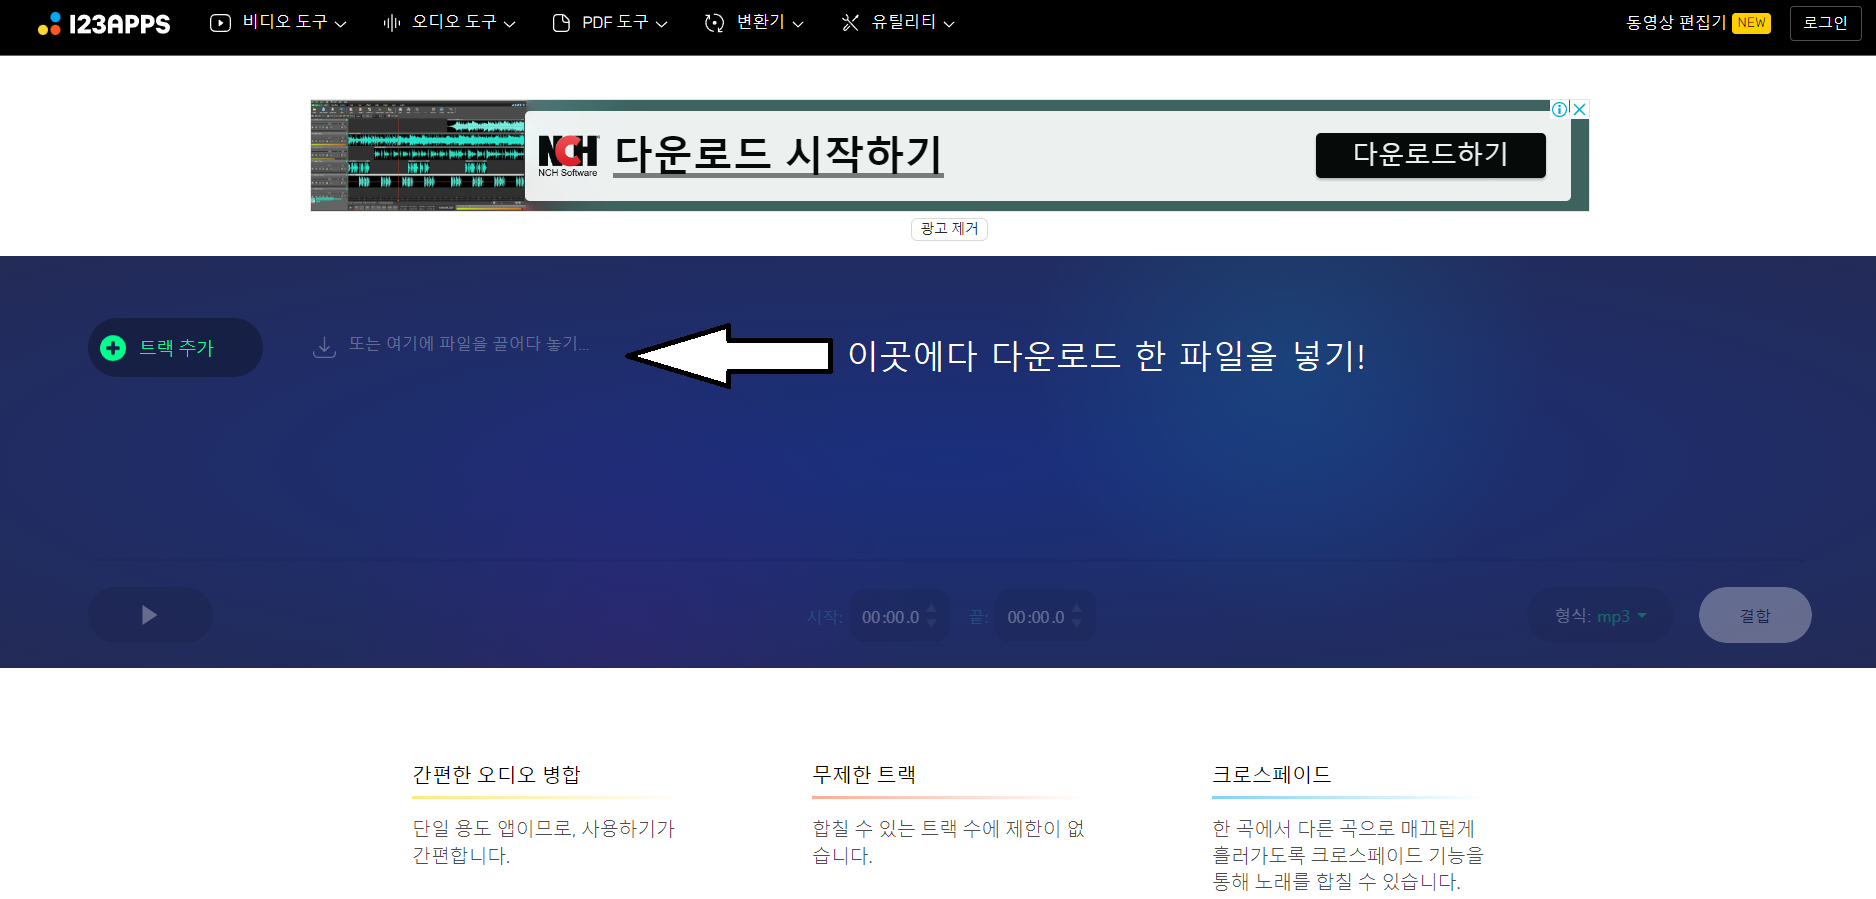 123APPS
비디오 도구
오디오 도구
PDF 도구
변환기
유틸리티
동영상 편집기 NEW
로그인
NCH
NCH Software
다운로드 시작하기
다운로드하기
광고 제거
트랙 추가
또는 여기에 파일을 끌어다 놓기...
이곳에다 다운로드 한 파일을 넣기!
시작: 00:00.0
끝: 00:00.0
형식: mp3
결합
간편한 오디오 병합
단일 용도 앱이므로, 사용하기가
간편합니다.
무제한 트랙
합칠 수 있는 트랙 수에 제한이 없
습니다.
크로스페이드
한 곡에서 다른 곡으로 매끄럽게
흘러가도록 크로스페이드 기능을
통해 노래를 합칠 수 있습니다.